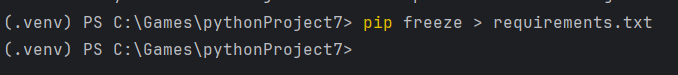 (.venv) PS C:\Games\pythonProject7> pip freeze > requirements.txt
(.venv) PS C:\Games\pythonProject7>